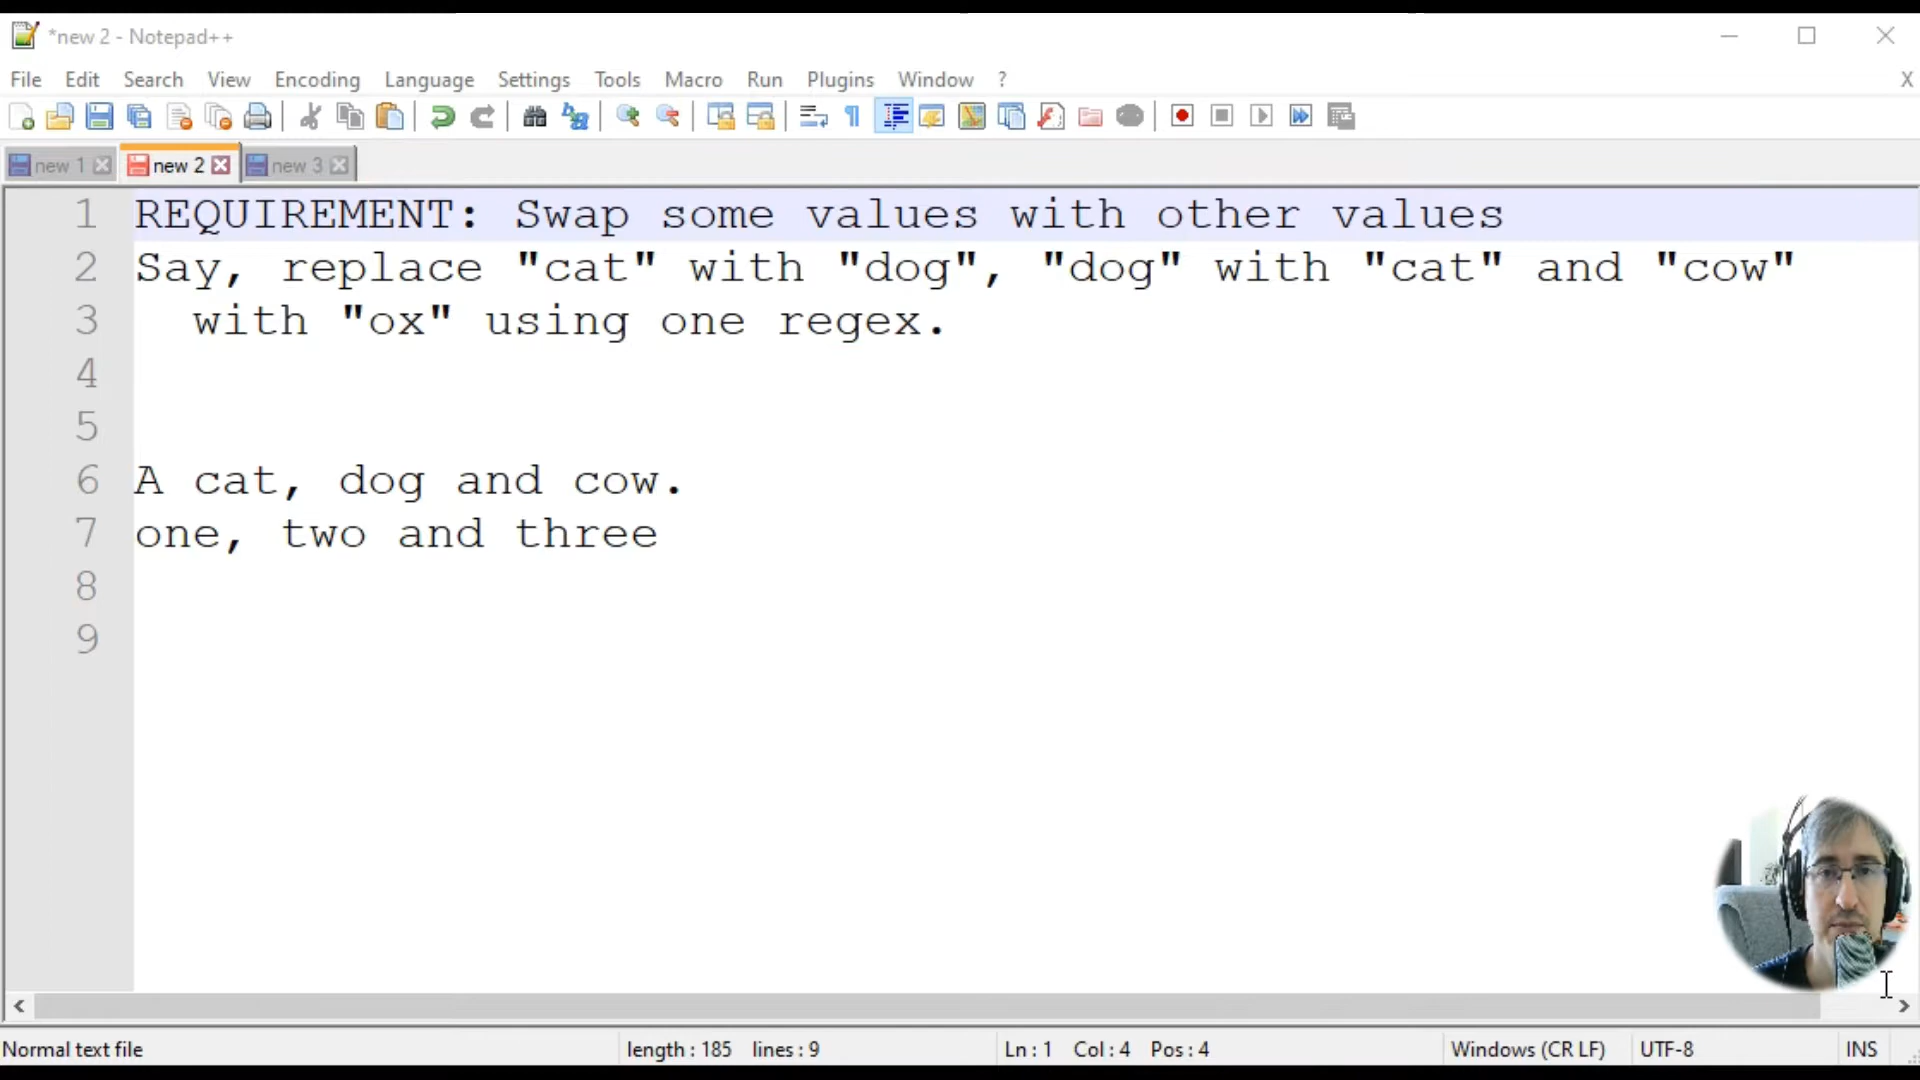 *new 2 - Notepad++
File Edit Search View Encoding Language Settings Tools Macro Run Plugins Window ? X
new 1 new 2 new 3
1 REQUIREMENT: Swap some values with other values
2 Say, replace "cat" with "dog", "dog" with "cat" and "cow"
3 with "ox" using one regex.
4
5
6 A cat, dog and cow.
7 one, two and three
8
9
Normal text file length : 185 lines : 9 Ln : 1 Col : 4 Pos : 4 Windows (CR LF) UTF-8 INS